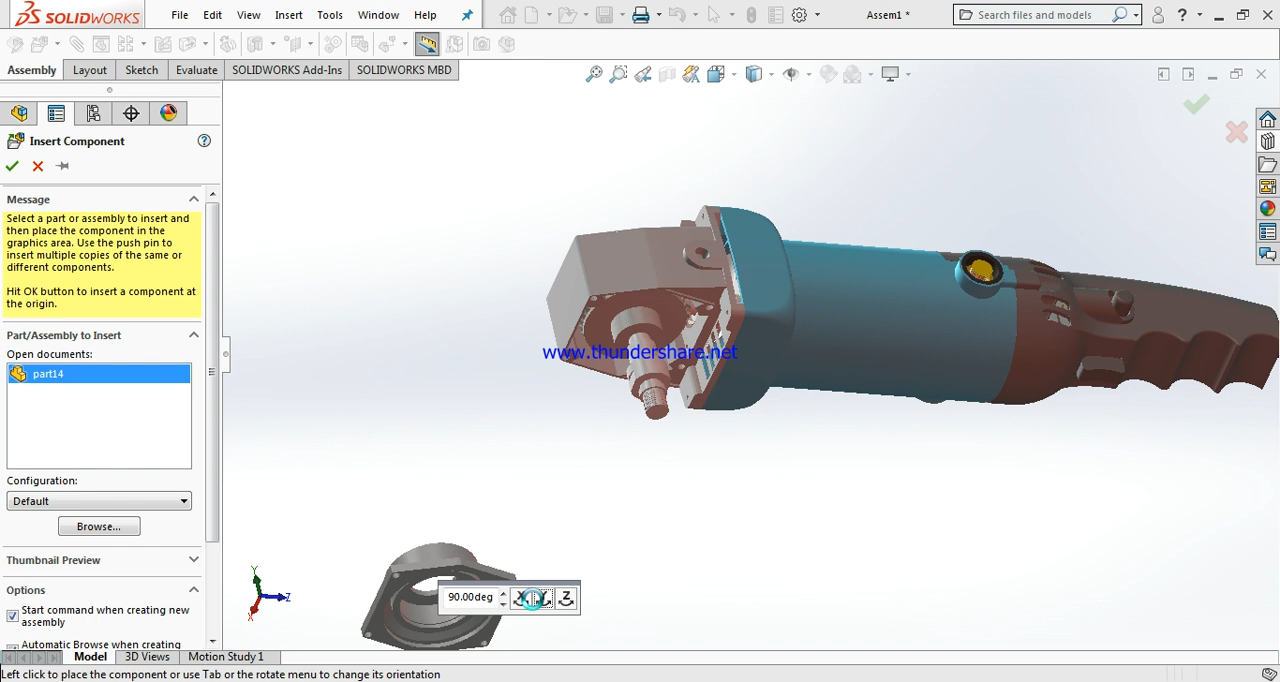 SOLIDWORKS
File Edit View Insert Tools Window Help
Assem1 *
Search files and models
?
Assembly Layout Sketch Evaluate SOLIDWORKS Add-Ins SOLIDWORKS MBD
Insert Component
?
Message
Select a part or assembly to insert and
then place the component in the
graphics area. Use the push pin to
insert multiple copies of the same or
different components.
Hit OK button to insert a component at
the origin.
Part/Assembly to Insert
Open documents:
part14
Configuration:
Default
Browse...
Thumbnail Preview
Options
Start command when creating new
assembly
Automatic Browse when creating
www.thundershare.net
90.00deg X Y Z
Y
Z
X
Model 3D Views Motion Study 1
Left click to place the component or use Tab or the rotate menu to change its orientation